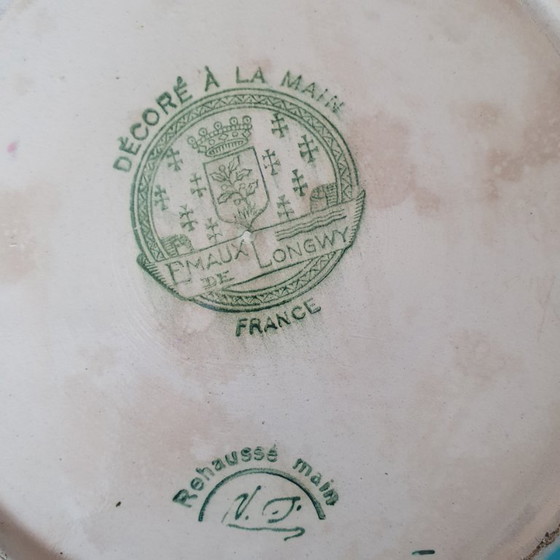 DÉCORÉ À LA MAIN
EMAUX
DE
LONGWY
FRANCE
Rehaussé main